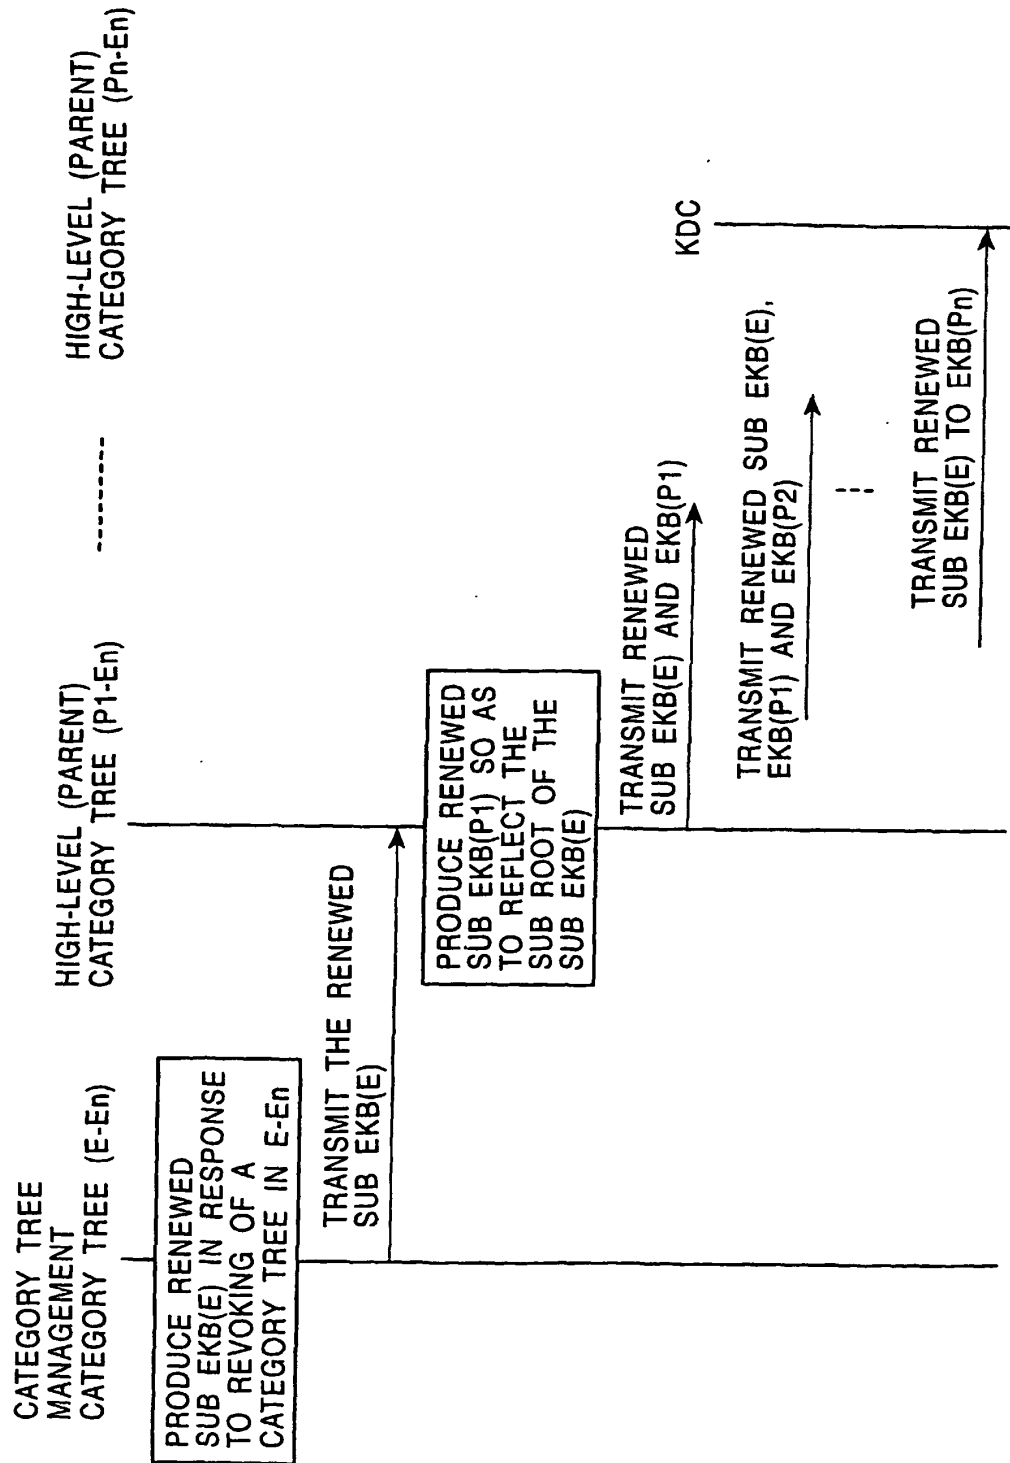 CATEGORY TREE
MANAGEMENT
CATEGORY TREE (E-En)
HIGH-LEVEL (PARENT)
CATEGORY TREE (P1-En)
---------
HIGH-LEVEL (PARENT)
CATEGORY TREE (Pn-En)
PRODUCE RENEWED
SUB EKB(E) IN RESPONSE
TO REVOKING OF A
CATEGORY TREE IN E-En
TRANSMIT THE RENEWED
SUB EKB(E)
PRODUCE RENEWED
SUB EKB(P1) SO AS
TO REFLECT THE
SUB ROOT OF THE
SUB EKB(E)
KDC
TRANSMIT RENEWED
SUB EKB(E) AND EKB(P1)
TRANSMIT RENEWED SUB EKB(E),
EKB(P1) AND EKB(P2)
TRANSMIT RENEWED
SUB EKB(E) TO EKB(Pn)